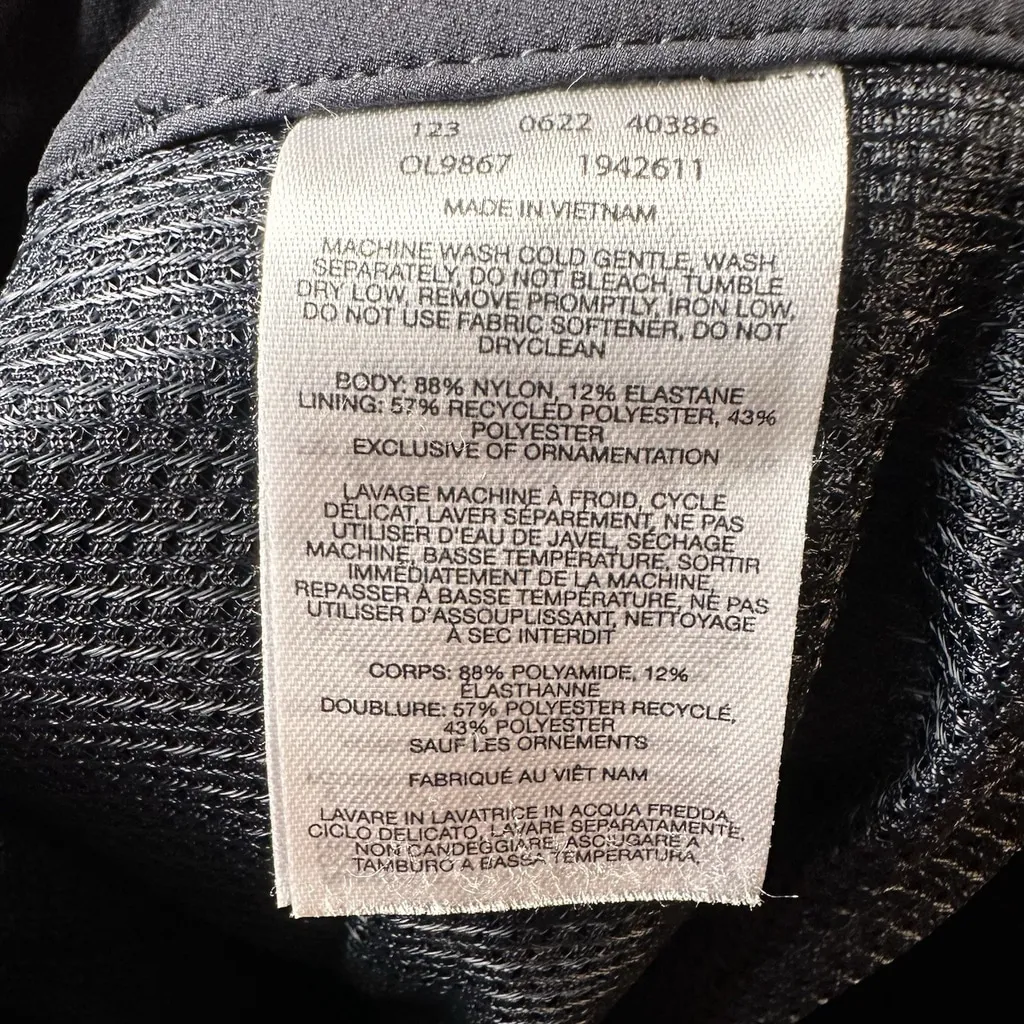 123 0622 40386
OL9867 1942611
MADE IN VIETNAM
MACHINE WASH COLD GENTLE, WASH
SEPARATELY, DO NOT BLEACH, TUMBLE
DRY LOW, REMOVE PROMPTLY, IRON LOW,
DO NOT USE FABRIC SOFTENER, DO NOT
DRYCLEAN
BODY: 88% NYLON, 12% ELASTANE
LINING: 57% RECYCLED POLYESTER, 43%
POLYESTER
EXCLUSIVE OF ORNAMENTATION
LAVAGE MACHINE À FROID, CYCLE
DÉLICAT, LAVER SÉPARÉMENT, NE PAS
UTILISER D'EAU DE JAVEL, SÉCHAGE
MACHINE, BASSE TEMPÉRATURE, SORTIR
IMMÉDIATEMENT DE LA MACHINE,
REPASSER À BASSE TEMPÉRATURE, NE PAS
UTILISER D'ASSOUPLISSANT, NETTOYAGE
À SEC INTERDIT
CORPS: 88% POLYAMIDE, 12%
ÉLASTHANNE
DOUBLURE: 57% POLYESTER RECYCLÉ,
43% POLYESTER
SAUF LES ORNEMENTS
FABRIQUÉ AU VIÊT NAM
LAVARE IN LAVATRICE IN ACQUA FREDDA,
CICLO DELICATO, LAVARE SEPARATAMENTE,
NON CANDEGGIARE, ASCIUGARE A
TAMBURO A BASSA TEMPERATURA,